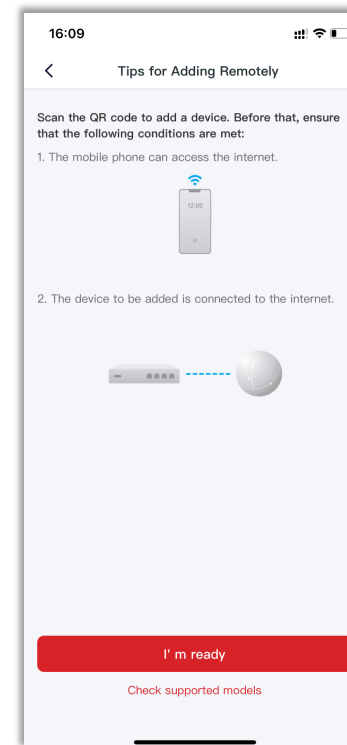 16:09
Tips for Adding Remotely
Scan the QR code to add a device. Before that, ensure
that the following conditions are met:
1. The mobile phone can access the internet.
12:00
2. The device to be added is connected to the internet.
I' m ready
Check supported models